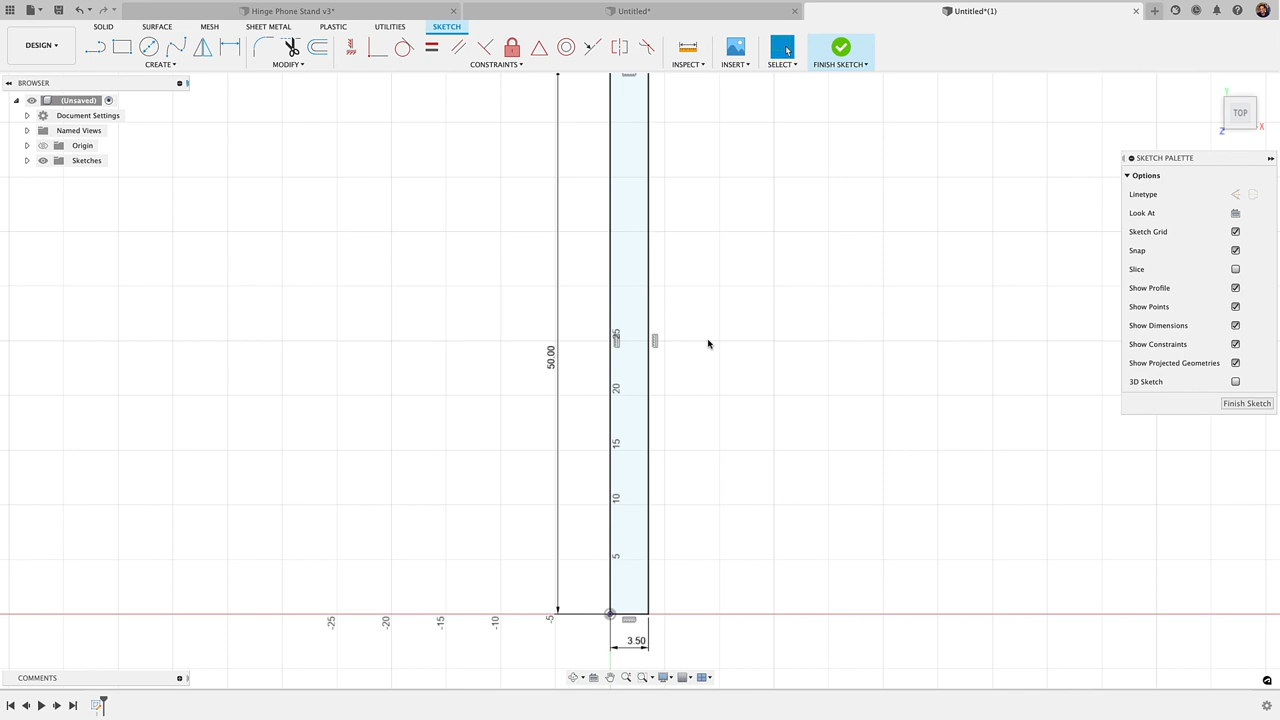 Hinge Phone Stand v3*
Untitled*
Untitled*(1)
DESIGN
SOLID
SURFACE
MESH
SHEET METAL
PLASTIC
UTILITIES
SKETCH
CREATE
MODIFY
CONSTRAINTS
INSPECT
INSERT
SELECT
FINISH SKETCH
BROWSER
(Unsaved)
Document Settings
Named Views
Origin
Sketches
TOP
X
Y
Z
SKETCH PALETTE
Options
Linetype
Look At
Sketch Grid
Snap
Slice
Show Profile
Show Points
Show Dimensions
Show Constraints
Show Projected Geometries
3D Sketch
Finish Sketch
50.00
25
20
15
10
5
-25
-20
-15
-10
-5
3.50
COMMENTS